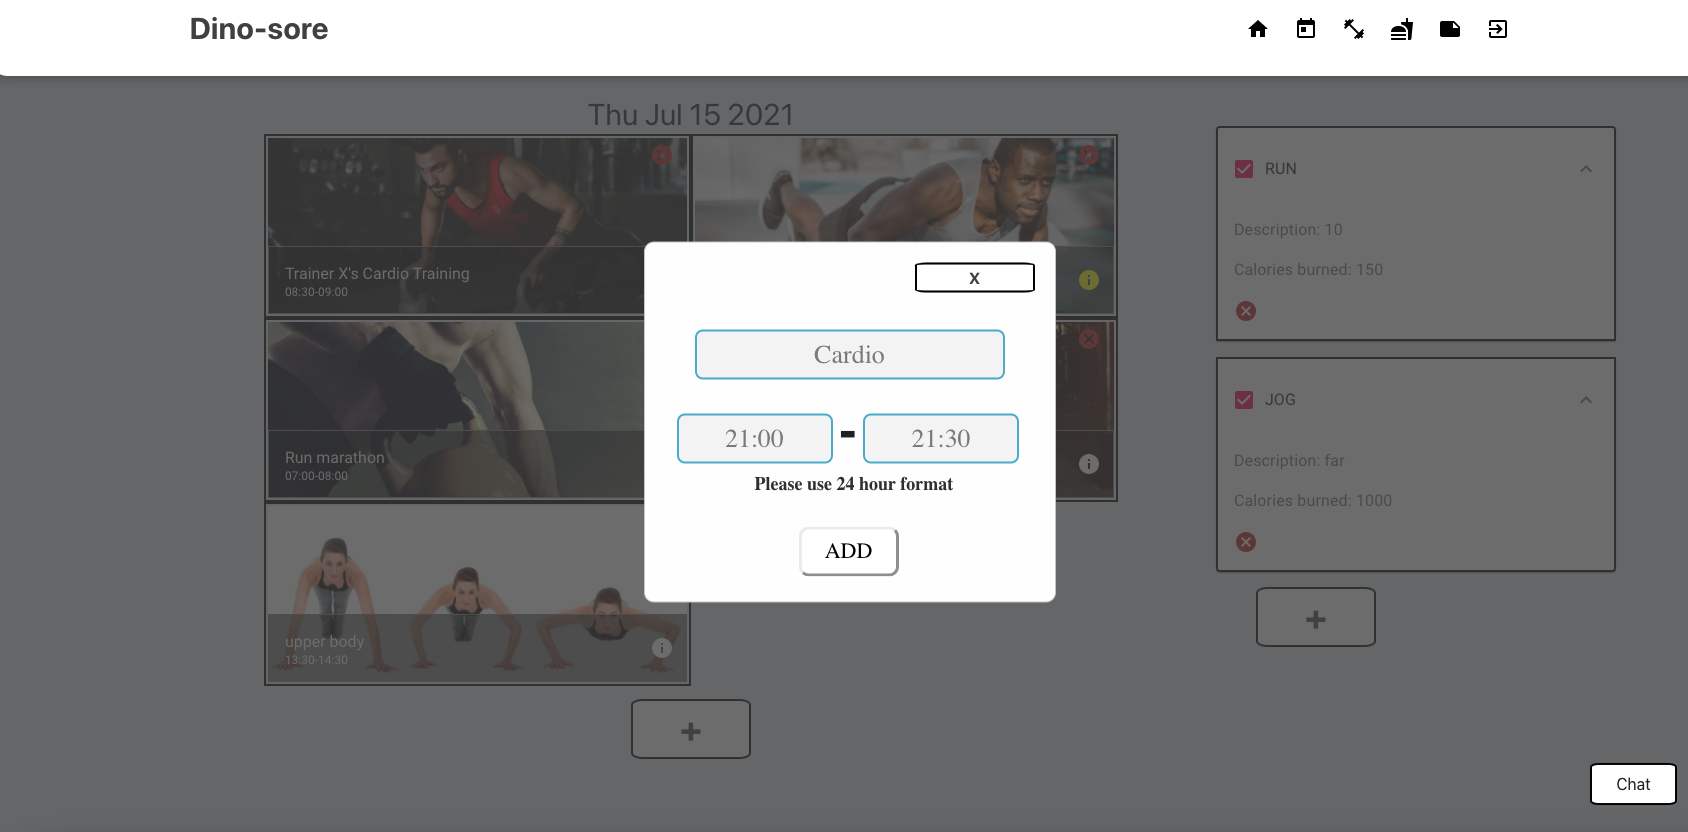 Dino-sore
Thu Jul 15 2021
Trainer X's Cardio Training
08:30-09:00
Run marathon
07:00-08:00
upper body
13:30-14:30
+
X
Cardio
21:00 - 21:30
Please use 24 hour format
ADD
RUN
Description: 10
Calories burned: 150
JOG
Description: far
Calories burned: 1000
+
Chat